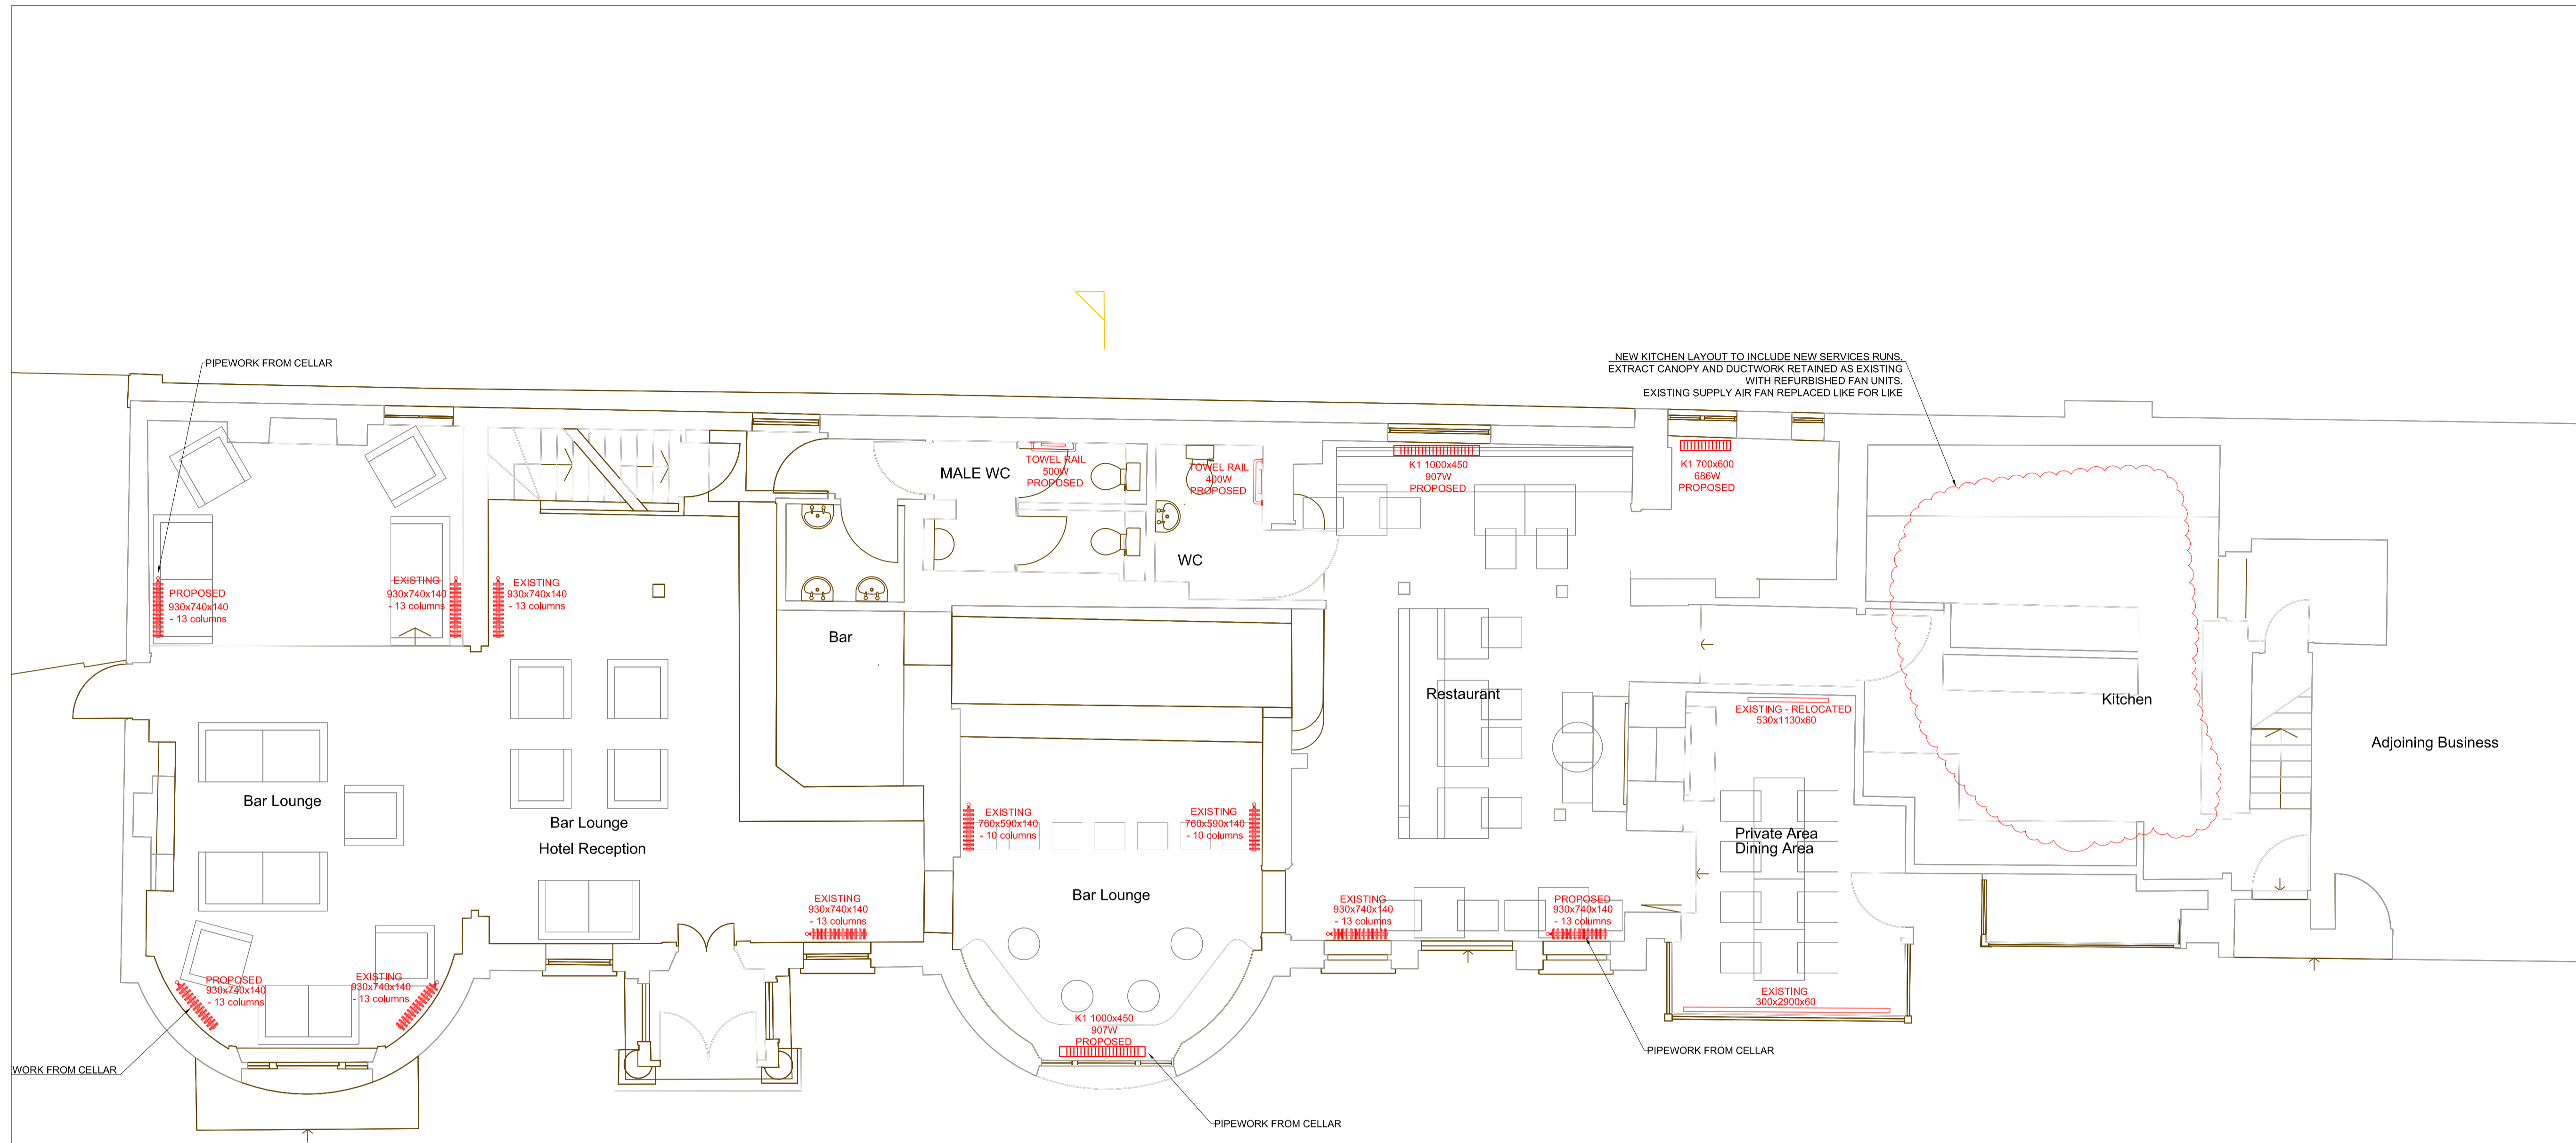 PIPEWORK FROM CELLAR
NEW KITCHEN LAYOUT TO INCLUDE NEW SERVICES RUNS.
EXTRACT CANOPY AND DUCTWORK RETAINED AS EXISTING
WITH REFURBISHED FAN UNITS.
EXISTING SUPPLY AIR FAN REPLACED LIKE FOR LIKE
MALE WC
TOWEL RAIL
500W
PROPOSED
TOWEL RAIL
400W
PROPOSED
K1 1000x450
907W
PROPOSED
K1 700x600
686W
PROPOSED
WC
PROPOSED
930x740x140
- 13 columns
EXISTING
930x740x140
- 13 columns
EXISTING
930x740x140
- 13 columns
Bar
Restaurant
EXISTING - RELOCATED
530x1130x60
Kitchen
Adjoining Business
Bar Lounge
Bar Lounge
Hotel Reception
EXISTING
760x590x140
- 10 columns
EXISTING
760x590x140
- 10 columns
Private Area
Dining Area
Bar Lounge
EXISTING
930x740x140
- 13 columns
EXISTING
930x740x140
- 13 columns
PROPOSED
930x740x140
- 13 columns
PROPOSED
930x740x140
- 13 columns
EXISTING
930x740x140
- 13 columns
EXISTING
300x2900x60
K1 1000x450
907W
PROPOSED
PIPEWORK FROM CELLAR
WORK FROM CELLAR
PIPEWORK FROM CELLAR